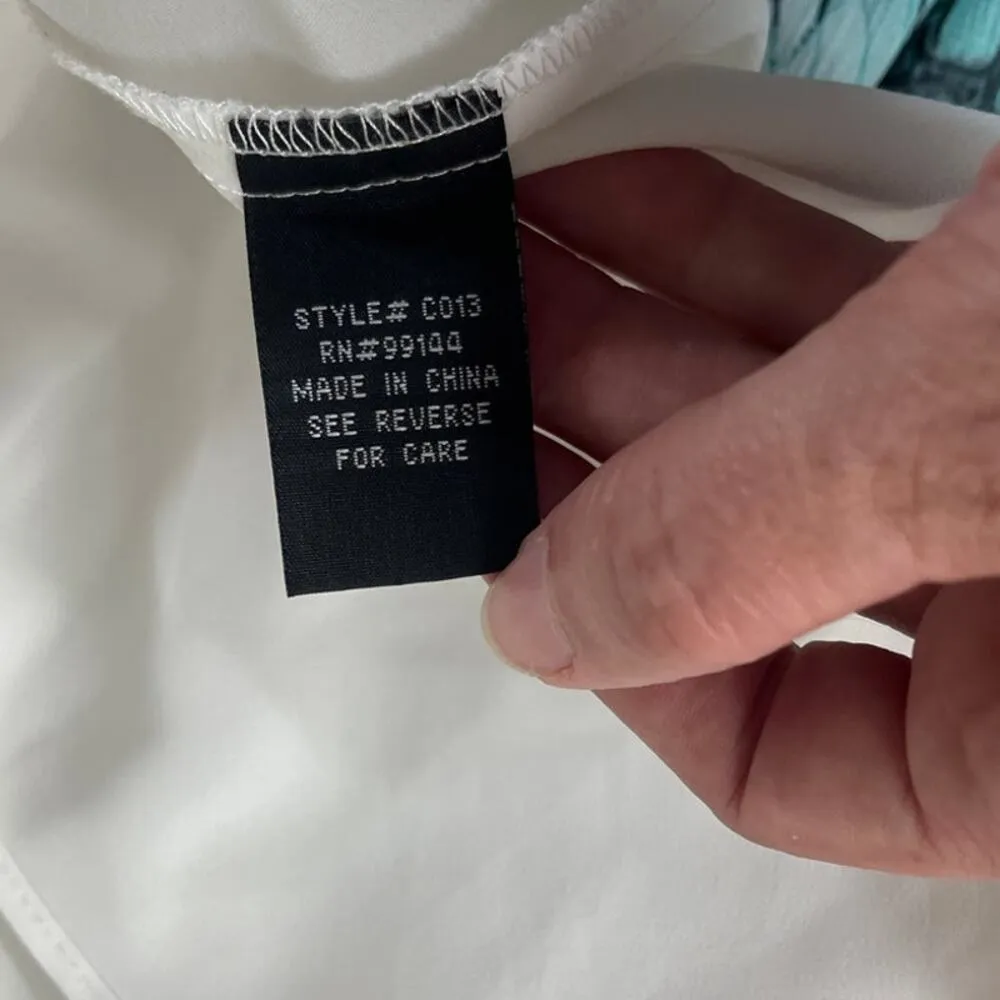 STYLE# C013
RN#99144
MADE IN CHINA
SEE REVERSE
FOR CARE